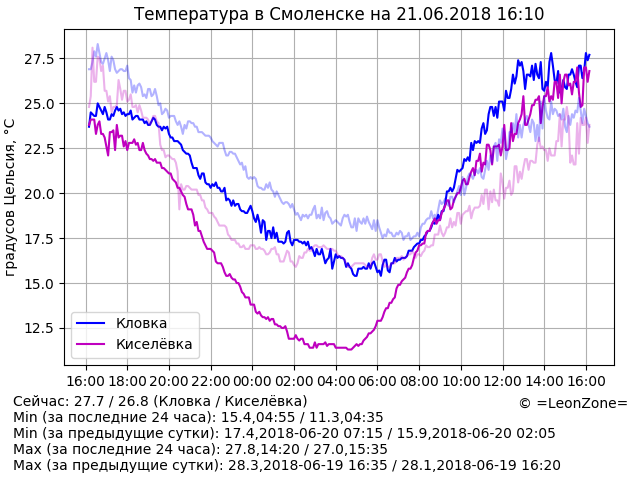 Температура в Смоленске на 21.06.2018 16:10
градусов Цельсия, °C
27.5
25.0
22.5
20.0
17.5
15.0
12.5
Кловка
Киселёвка
16:00 18:00 20:00 22:00 00:00 02:00 04:00 06:00 08:00 10:00 12:00 14:00 16:00
Сейчас: 27.7 / 26.8 (Кловка / Киселёвка)
© =LeonZone=
Min (за последние 24 часа): 15.4,04:55 / 11.3,04:35
Min (за предыдущие сутки): 17.4,2018-06-20 07:15 / 15.9,2018-06-20 02:05
Max (за последние 24 часа): 27.8,14:20 / 27.0,15:35
Max (за предыдущие сутки): 28.3,2018-06-19 16:35 / 28.1,2018-06-19 16:20